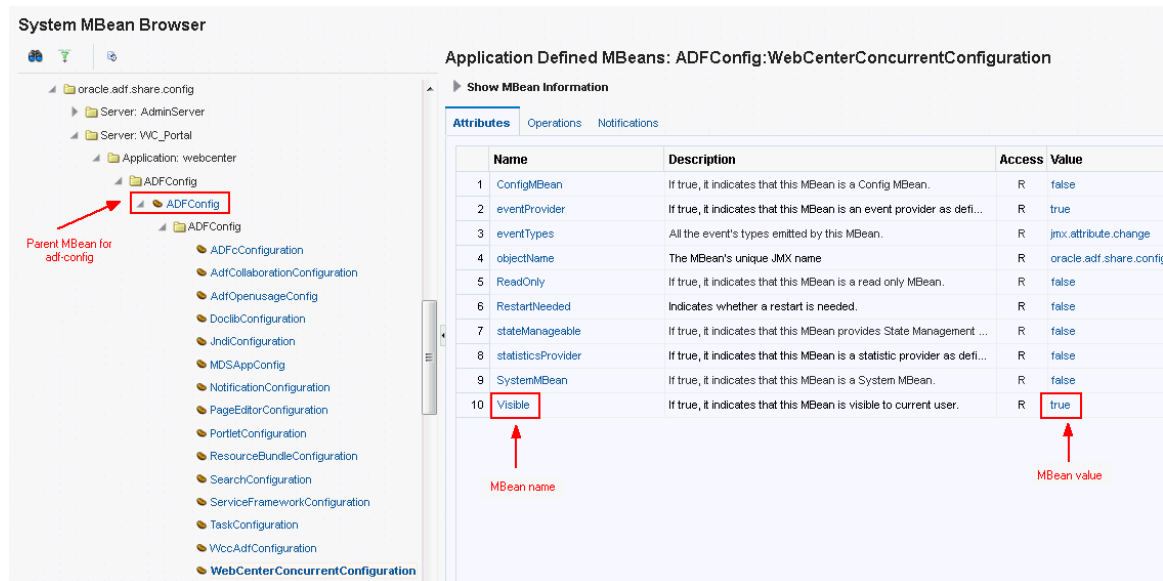 System MBean Browser
oracle.adf.share.config
Server: AdminServer
Server: WC_Portal
Application: webcenter
ADFConfig
ADFConfig
ADFConfig
Parent MBean for
adf-config
ADFcConfiguration
AdfCollaborationConfiguration
AdfOpenusageConfig
DoclibConfiguration
JndiConfiguration
MDSAppConfig
NotificationConfiguration
PageEditorConfiguration
PortletConfiguration
ResourceBundleConfiguration
SearchConfiguration
ServiceFrameworkConfiguration
TaskConfiguration
WccAdfConfiguration
WebCenterConcurrentConfiguration
Application Defined MBeans: ADFConfig:WebCenterConcurrentConfiguration
Show MBean Information
Attributes Operations Notifications
Name Description Access Value
1 ConfigMBean If true, it indicates that this MBean is a Config MBean. R false
2 eventProvider If true, it indicates that this MBean is an event provider as defi... R true
3 eventTypes All the event's types emitted by this MBean. R jmx.attribute.change
4 objectName The MBean's unique JMX name R oracle.adf.share.config
5 ReadOnly If true, it indicates that this MBean is a read only MBean. R false
6 RestartNeeded Indicates whether a restart is needed. R false
7 stateManageable If true, it indicates that this MBean provides State Management ... R false
8 statisticsProvider If true, it indicates that this MBean is a statistic provider as defi... R false
9 SystemMBean If true, it indicates that this MBean is a System MBean. R false
10 Visible If true, it indicates that this MBean is visible to current user. R true
MBean name
MBean value